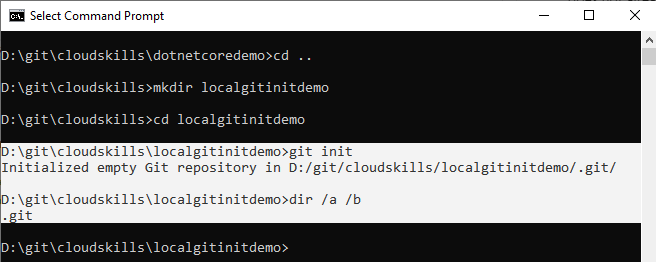 Select Command Prompt
D:\git\cloudskills\dotnetcoredemo>cd ..
D:\git\cloudskills>mkdir localgitinitdemo
D:\git\cloudskills>cd localgitinitdemo
D:\git\cloudskills\localgitinitdemo>git init
Initialized empty Git repository in D:/git/cloudskills/localgitinitdemo/.git/
D:\git\cloudskills\localgitinitdemo>dir /a /b
.git
D:\git\cloudskills\localgitinitdemo>